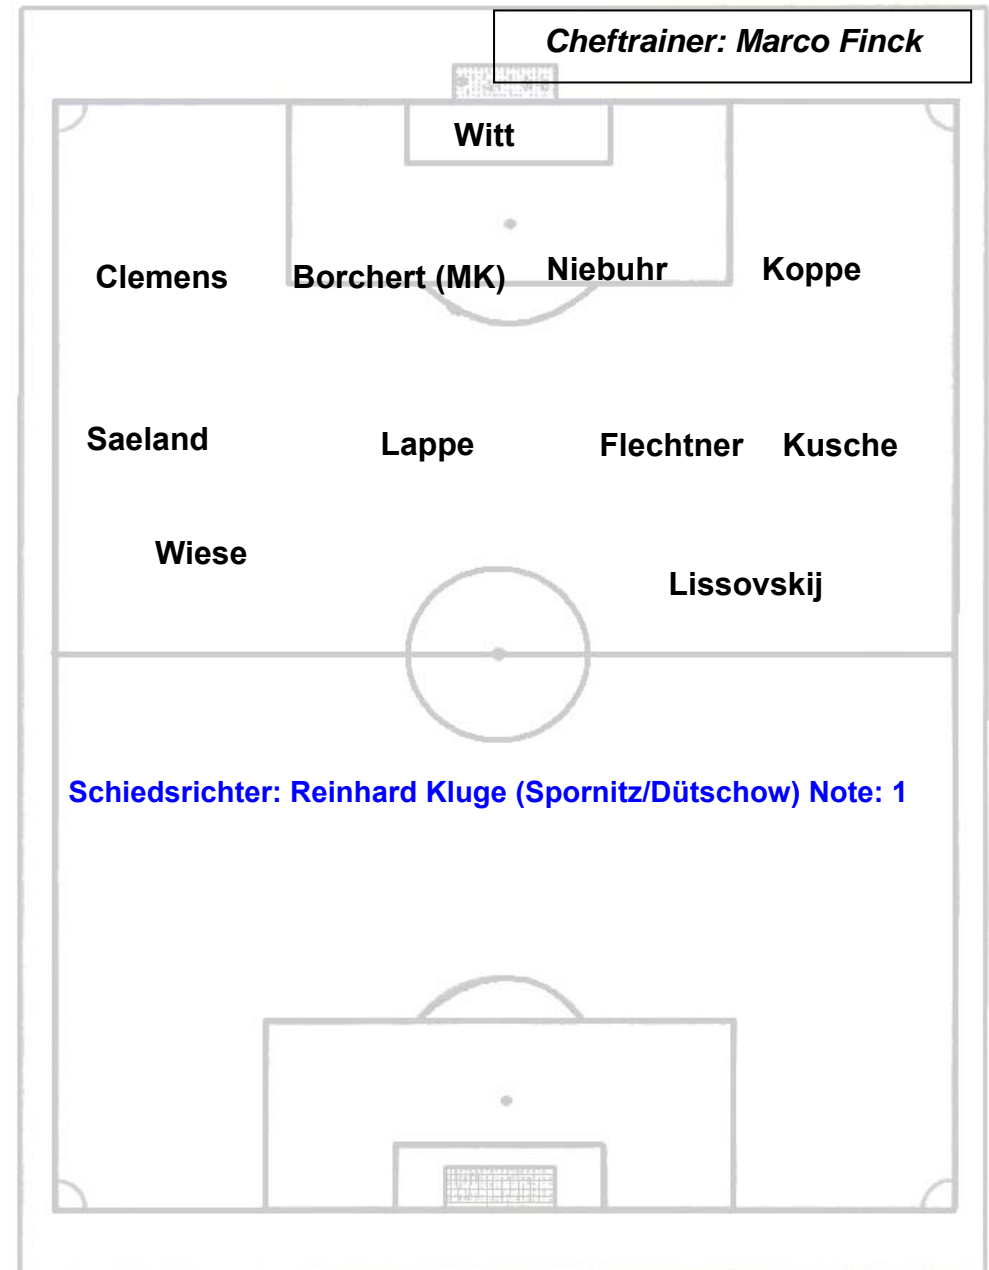 Cheftrainer: Marco Finck
Witt
Clemens Borchert (MK) Niebuhr Koppe
Saeland Lappe Flechtner Kusche
Wiese
Lissovskij
Schiedsrichter: Reinhard Kluge (Spornitz/Dütschow) Note: 1